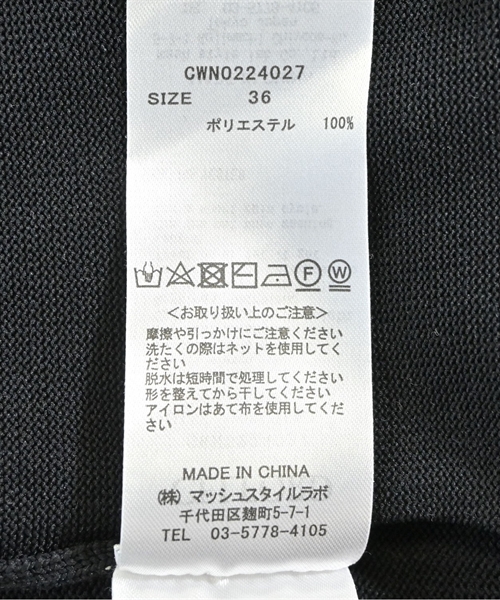 CWNO224027
SIZE 36
ポリエステル 100%
F W
＜お取り扱い上のご注意＞
摩擦や引っかけにご注意ください
洗たくの際はネットを使用してく
ださい
脱水は短時間で処理してください
形を整えてから干してください
アイロンはあて布を使用してくだ
さい
MADE IN CHINA
(株) マッシュスタイルラボ
千代田区麹町5-7-1
TEL 03-5778-4105